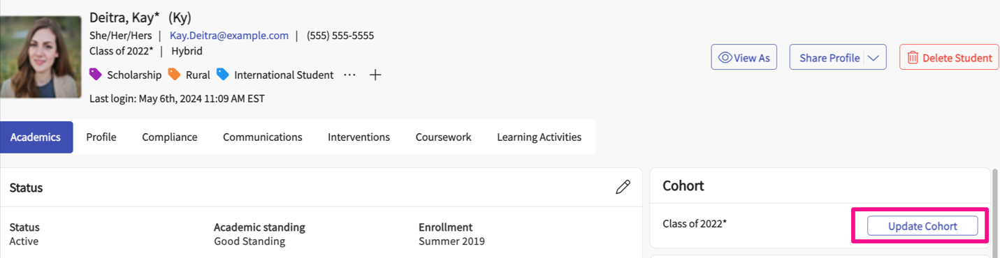 Deitra, Kay* (Ky)
She/Her/Hers | Kay.Deitra@example.com | (555) 555-5555
Class of 2022* | Hybrid
Scholarship Rural International Student ...
Last login: May 6th, 2024 11:09 AM EST
View As Share Profile Delete Student
Academics Profile Compliance Communications Interventions Coursework Learning Activities
Status
Status Academic standing Enrollment
Active Good Standing Summer 2019
Cohort
Class of 2022* Update Cohort